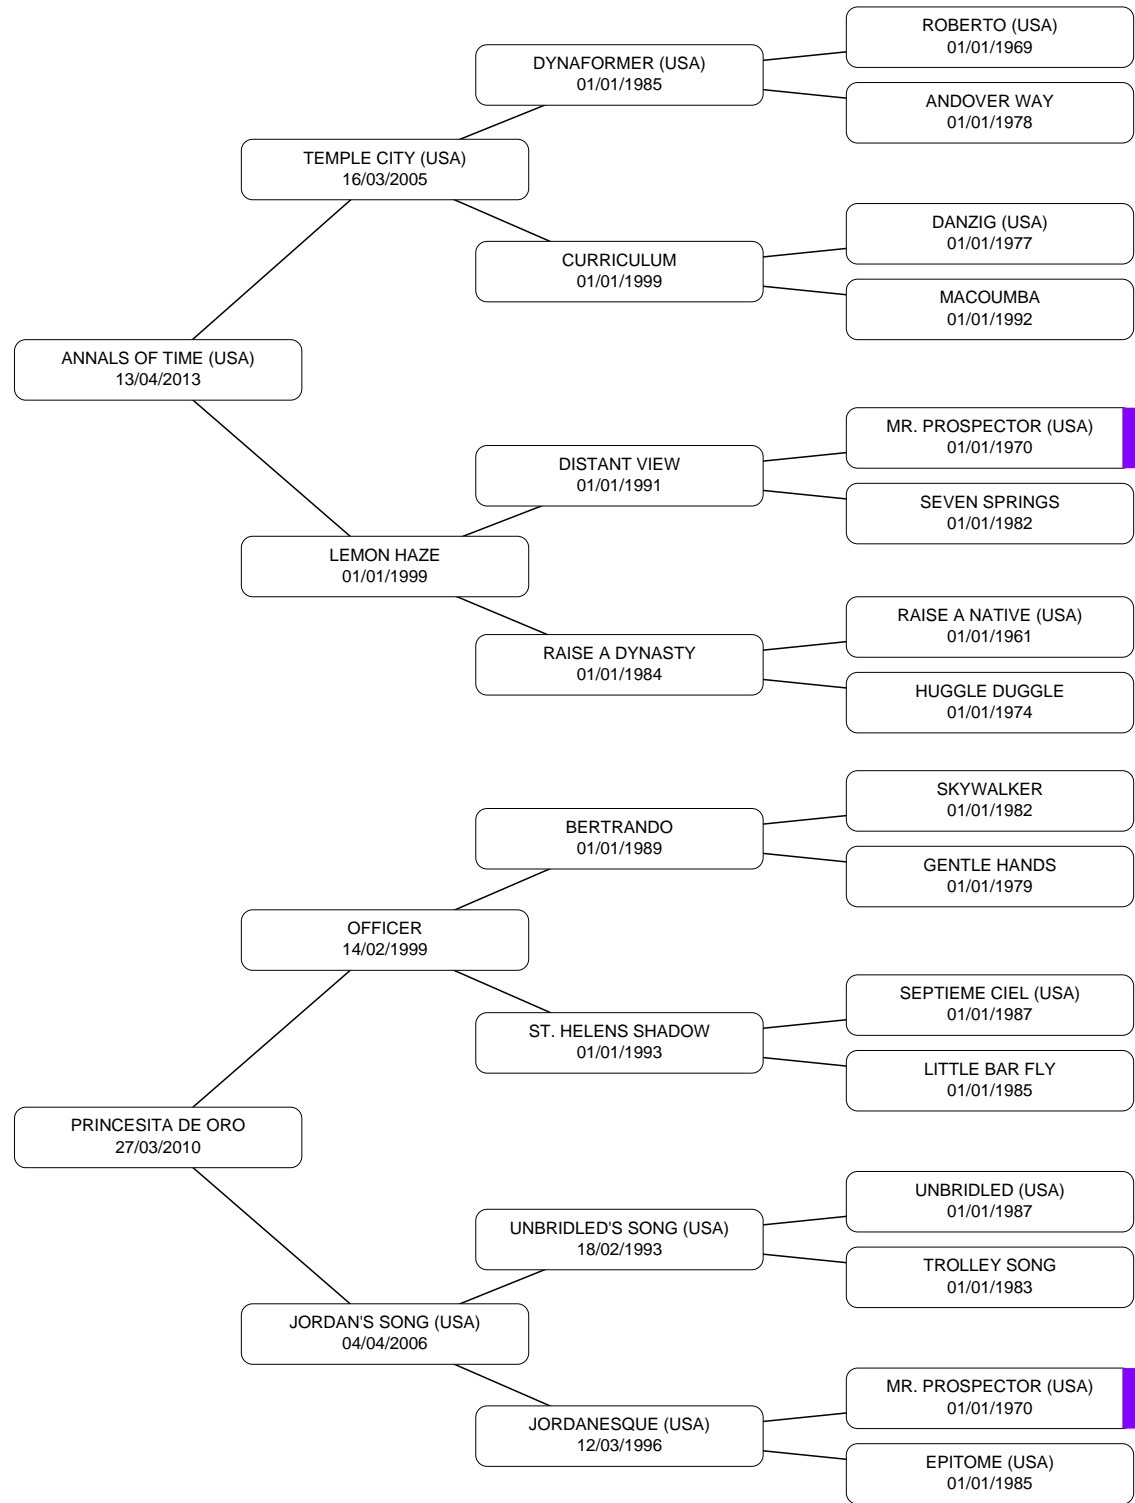 ROBERTO (USA)
01/01/1969
DYNAFORMER (USA)
01/01/1985
ANDOVER WAY
01/01/1978
TEMPLE CITY (USA)
16/03/2005
DANZIG (USA)
01/01/1977
CURRICULUM
01/01/1999
MACOUMBA
01/01/1992
ANNALS OF TIME (USA)
13/04/2013
MR. PROSPECTOR (USA)
01/01/1970
DISTANT VIEW
01/01/1991
SEVEN SPRINGS
01/01/1982
LEMON HAZE
01/01/1999
RAISE A NATIVE (USA)
01/01/1961
RAISE A DYNASTY
01/01/1984
HUGGLE DUGGLE
01/01/1974
SKYWALKER
01/01/1982
BERTRANDO
01/01/1989
GENTLE HANDS
01/01/1979
OFFICER
14/02/1999
SEPTIEME CIEL (USA)
01/01/1987
ST. HELENS SHADOW
01/01/1993
LITTLE BAR FLY
01/01/1985
PRINCESITA DE ORO
27/03/2010
UNBRIDLED (USA)
01/01/1987
UNBRIDLED'S SONG (USA)
18/02/1993
TROLLEY SONG
01/01/1983
JORDAN'S SONG (USA)
04/04/2006
MR. PROSPECTOR (USA)
01/01/1970
JORDANESQUE (USA)
12/03/1996
EPITOME (USA)
01/01/1985